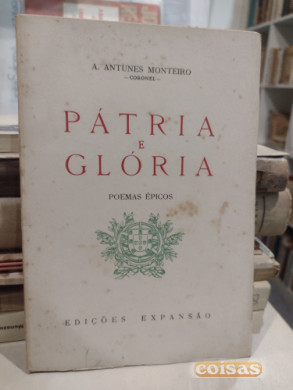 A. ANTUNES MONTEIRO
- CORONEL -
PÁTRIA
E
GLÓRIA
POEMAS ÉPICOS
EDIÇÕES EXPANSÃO
coisas